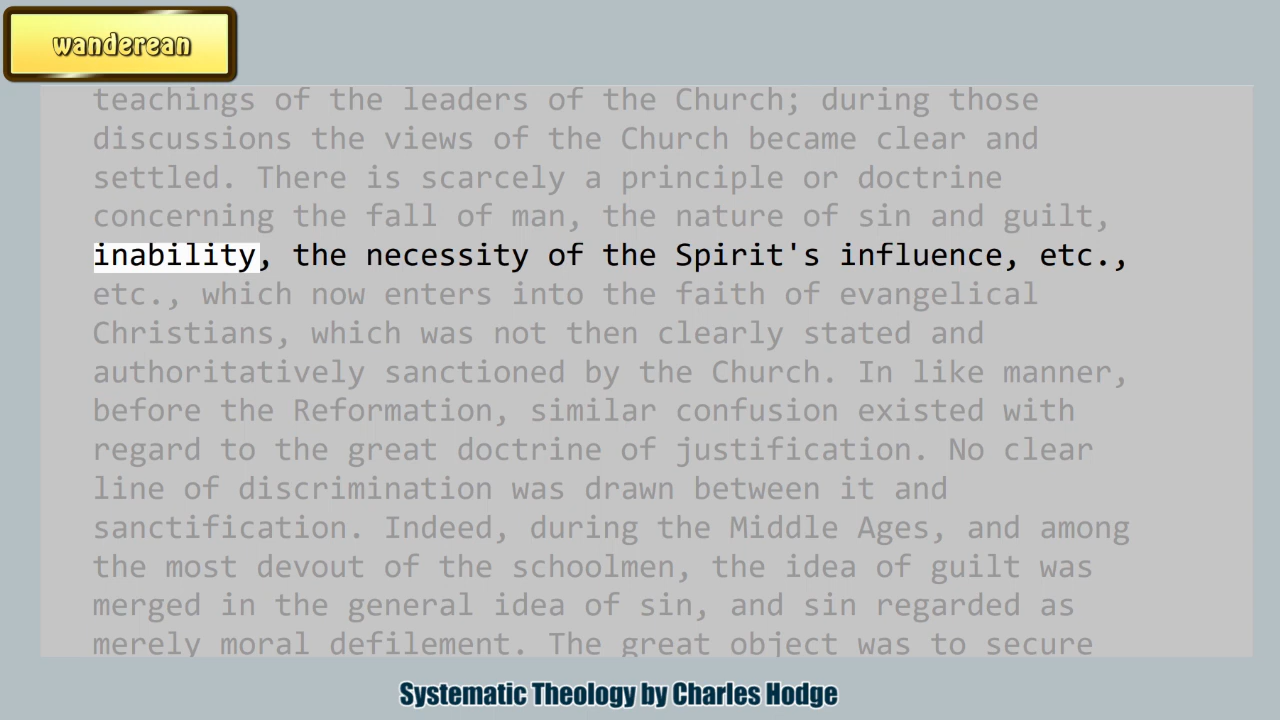 wanderean
teachings of the leaders of the Church; during those
discussions the views of the Church became clear and
settled. There is scarcely a principle or doctrine
concerning the fall of man, the nature of sin and guilt,
inability, the necessity of the Spirit's influence, etc.,
etc., which now enters into the faith of evangelical
Christians, which was not then clearly stated and
authoritatively sanctioned by the Church. In like manner,
before the Reformation, similar confusion existed with
regard to the great doctrine of justification. No clear
line of discrimination was drawn between it and
sanctification. Indeed, during the Middle Ages, and among
the most devout of the schoolmen, the idea of guilt was
merged in the general idea of sin, and sin regarded as
merely moral defilement. The great object was to secure
Systematic Theology by Charles Hodge